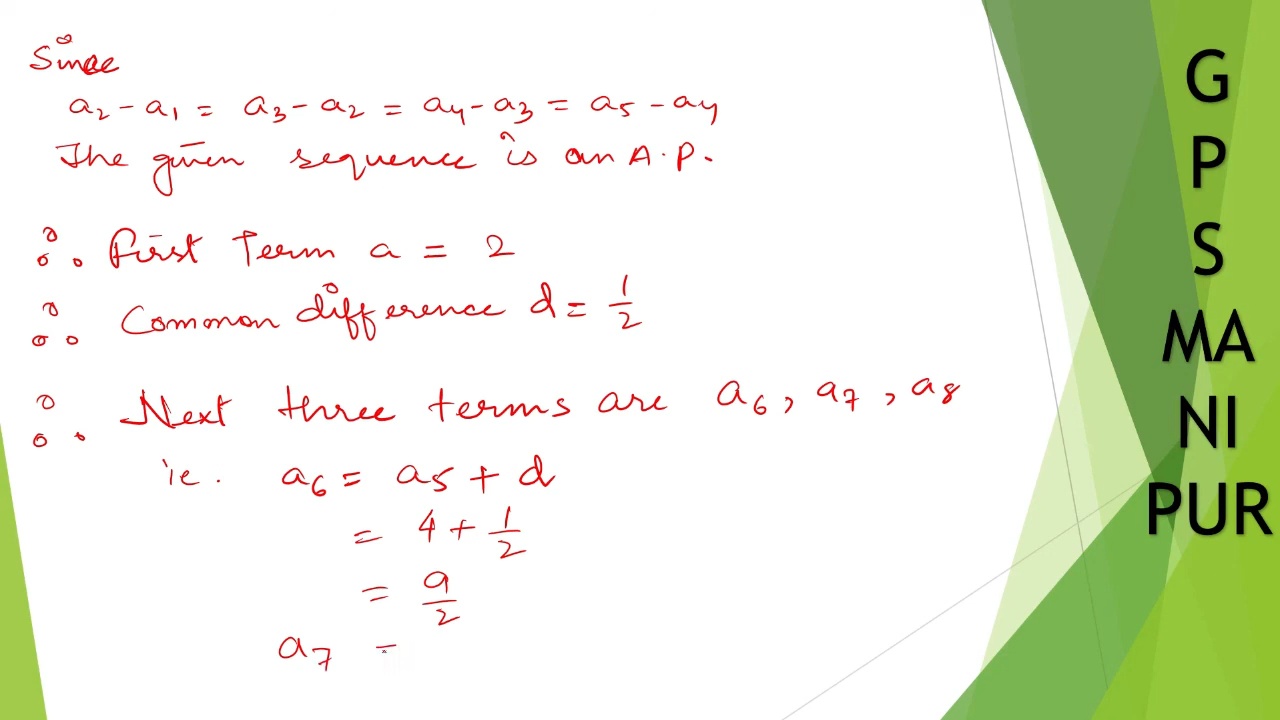 Since
a₂ - a₁ = a₃ - a₂ = a₄ - a₃ = a₅ - a₄
The given sequence is an A.P.
∴ First Term a = 2
∴ Common difference d = 1/2
∴ Next three terms are a₆, a₇, a₈
ie. a₆ = a₅ + d
= 4 + 1/2
= 9/2
a₇ =
G
P
S
MA
NI
PUR